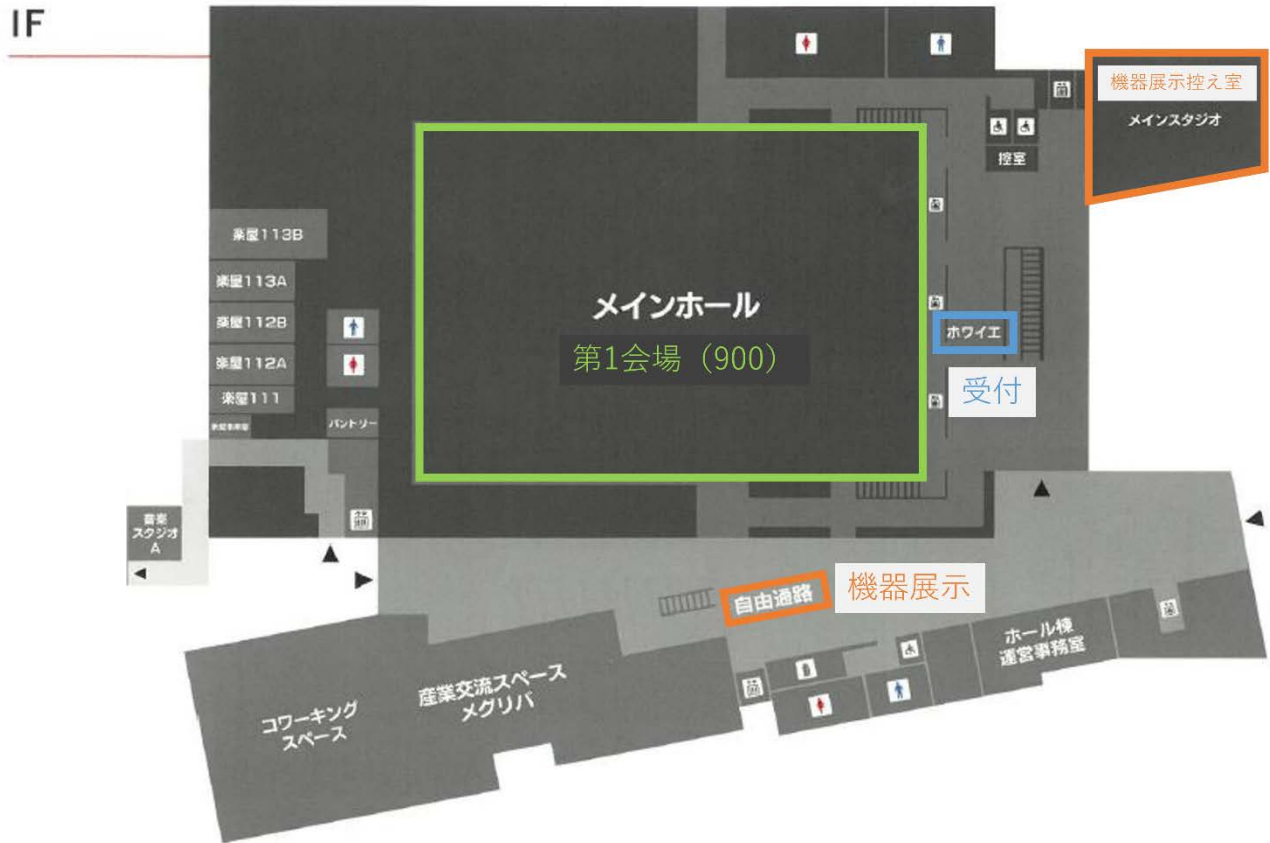 1F
機器展示控え室
メインスタジオ
控室
楽屋113B
楽屋113A
楽屋112B
楽屋112A
楽屋111
パントリー
メインホール
第1会場（900）
ホワイエ
受付
音楽
スタジオ
A
自由通路
機器展示
ホール棟
運営事務室
産業交流スペース
メグリバ
コワーキング
スペース